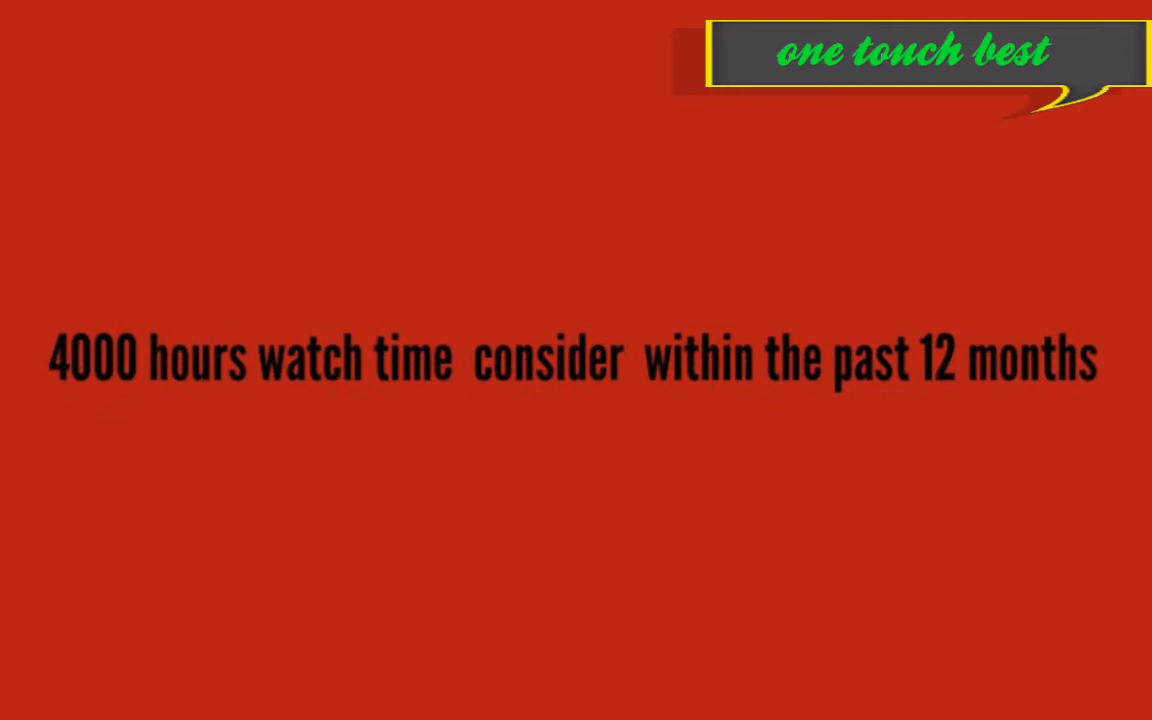 one touch best
4000 hours watch time consider within the past 12 months